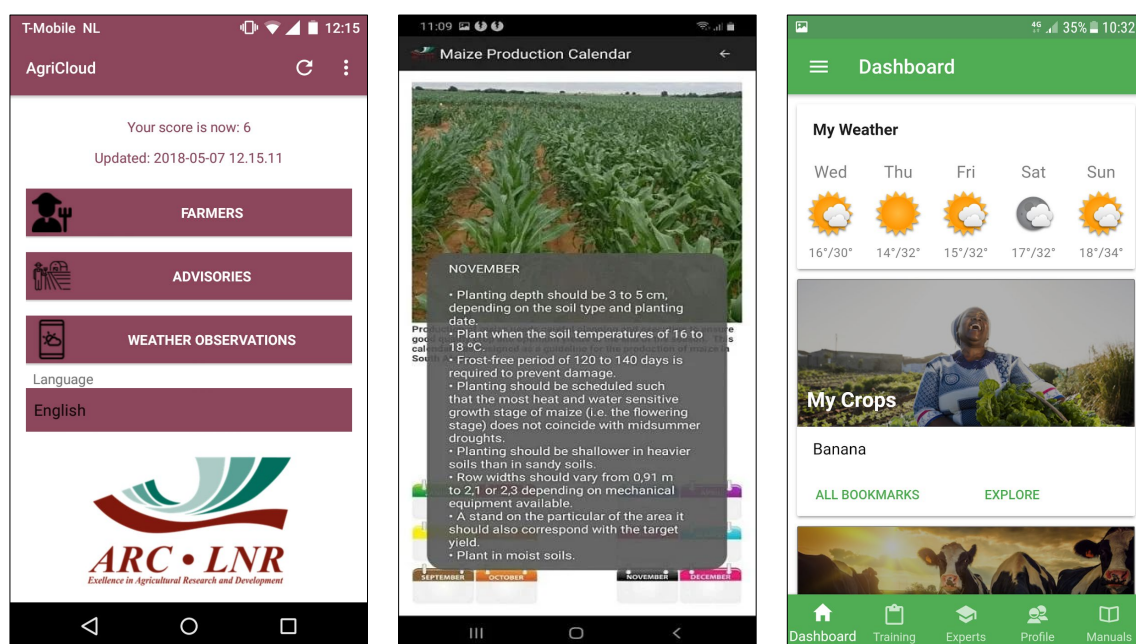 T-Mobile NL
12:15
AgriCloud
Your score is now: 6
Updated: 2018-05-07 12.15.11
FARMERS
ADVISORIES
WEATHER OBSERVATIONS
Language
English
ARC • LNR
Excellence in Agricultural Research and Development
11:09
Maize Production Calendar
NOVEMBER
• Planting depth should be 3 to 5 cm,
depending on the soil type and planting
date.
• Plant when the soil temperatures of 16 to
18 ºC.
• Frost-free period of 120 to 140 days is
required to prevent damage.
• Planting should be scheduled such
that the most heat and water sensitive
growth stage of maize (i.e. the flowering
stage) does not coincide with midsummer
droughts.
• Planting should be shallower in heavier
soils than in sandy soils.
• Row widths should vary from 0,91 m
to 2,1 or 2,3 depending on mechanical
equipment available.
• A stand on the particular of the area it
should also correspond with the target
yield.
• Plant in moist soils.
SEPTEMBER OCTOBER NOVEMBER DECEMBER
4G 35% 10:32
Dashboard
My Weather
Wed Thu Fri Sat Sun
16°/30° 14°/32° 15°/32° 17°/32° 18°/34°
My Crops
Banana
ALL BOOKMARKS EXPLORE
Dashboard Training Experts Profile Manuals